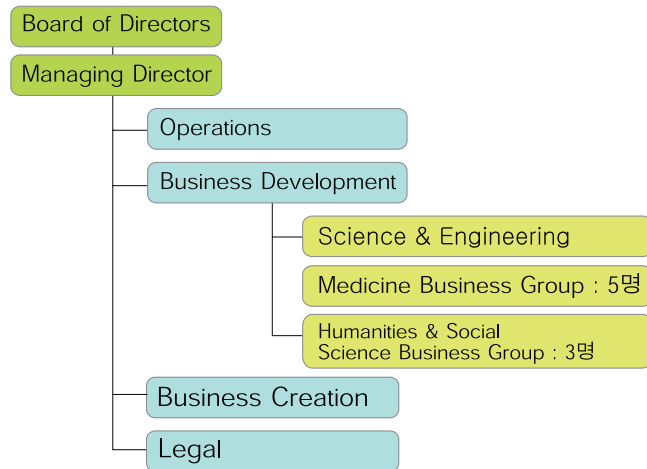 Board of Directors
Managing Director
Operations
Business Development
Science & Engineering
Medicine Business Group : 5명
Humanities & Social
Science Business Group : 3명
Business Creation
Legal